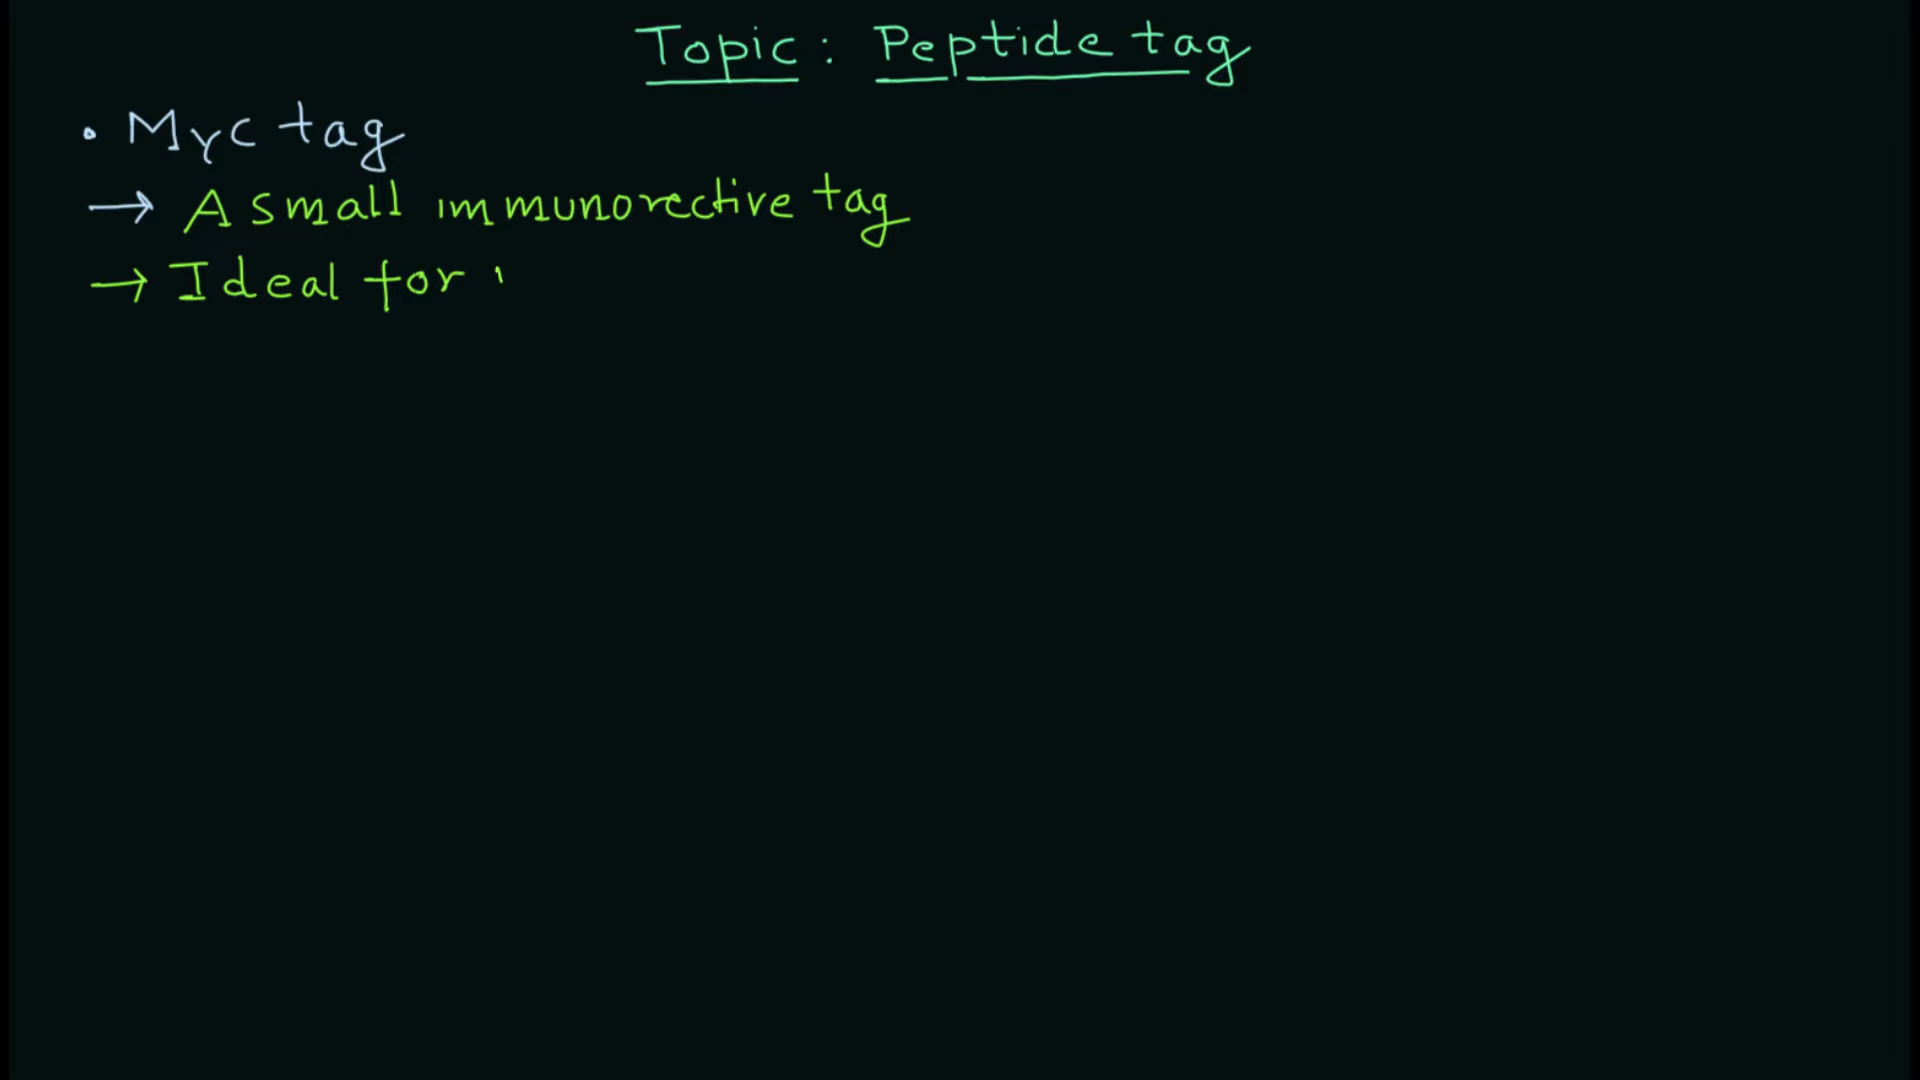 Topic : Peptide tag
• Myc tag
→ A small immunorective tag
→ Ideal for